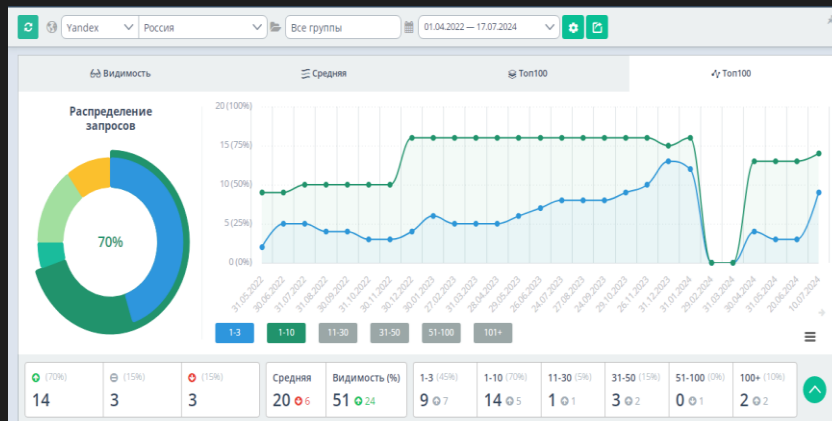 Yandex Россия Все группы 01.04.2022 — 17.07.2024
Видимость Средняя Топ100 Топ100
Распределение
запросов
70%
20 (100%)
15 (75%)
10 (50%)
5 (25%)
0 (0%)
31.05.2022 30.06.2022 31.07.2022 31.08.2022 30.09.2022 31.10.2022 30.11.2022 30.12.2022 30.01.2023 27.02.2023 31.03.2023 28.04.2023 29.05.2023 26.06.2023 24.07.2023 27.08.2023 24.09.2023 29.10.2023 26.11.2023 31.12.2023 31.01.2024 29.02.2024 31.03.2024 30.04.2024 31.05.2024 20.06.2024 10.07.2024
1-3 1-10 11-30 31-50 51-100 101+
(70%) (15%) (15%) Средняя Видимость (%) 1-3 (45%) 1-10 (70%) 11-30 (5%) 31-50 (15%) 51-100 (0%) 100+ (10%)
14 3 3 20 6 51 24 9 7 14 5 1 1 3 2 0 1 2 2